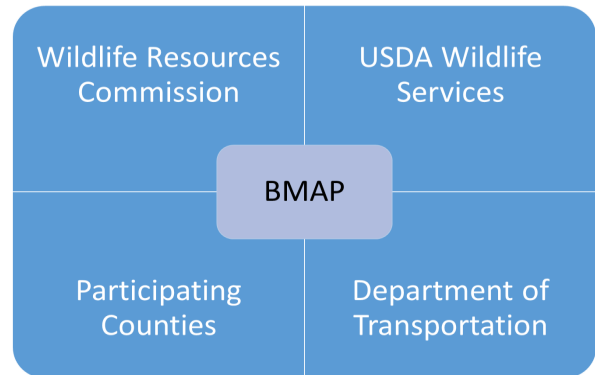 Wildlife Resources
Commission
USDA Wildlife
Services
BMAP
Participating
Counties
Department of
Transportation